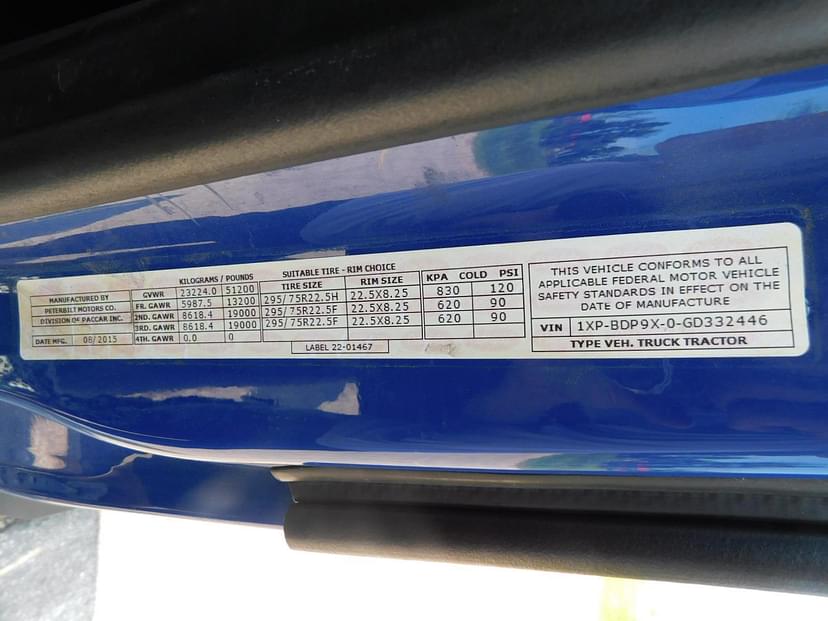 MANUFACTURED BY
PETERBILT MOTORS CO.
DIVISION OF PACCAR INC.
DATE MFG. 08/2015
KILOGRAMS / POUNDS
GVWR 23224.0 51200
FR. GAWR 5987.5 13200
2ND. GAWR 8618.4 19000
3RD. GAWR 8618.4 19000
4TH. GAWR 0.0 0
SUITABLE TIRE - RIM CHOICE
TIRE SIZE RIM SIZE
295/75R22.5H 22.5X8.25
295/75R22.5F 22.5X8.25
295/75R22.5F 22.5X8.25
KPA COLD PSI
830 120
620 90
620 90
LABEL 22-01467
THIS VEHICLE CONFORMS TO ALL
APPLICABLE FEDERAL MOTOR VEHICLE
SAFETY STANDARDS IN EFFECT ON THE
DATE OF MANUFACTURE
VIN 1XP-BDP9X-0-GD332446
TYPE VEH. TRUCK TRACTOR